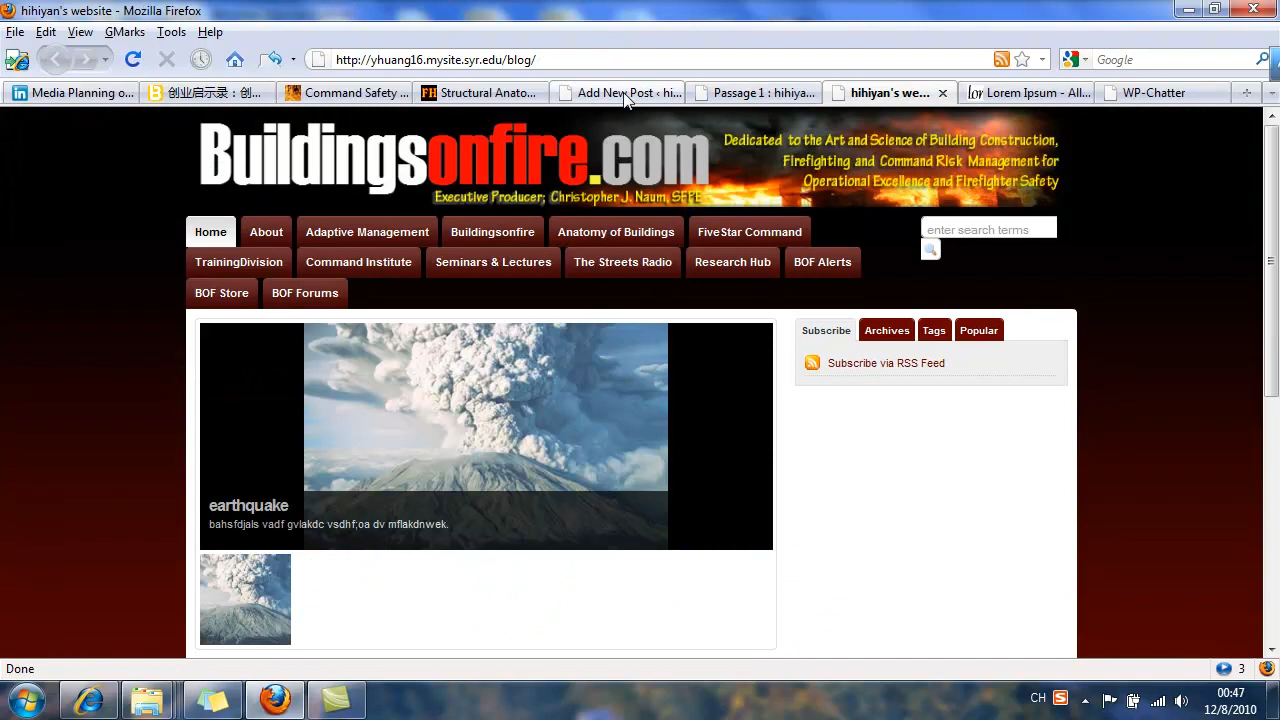 hihiyan's website - Mozilla Firefox
File Edit View GMarks Tools Help
http://yhuang16.mysite.syr.edu/blog/
Google
Media Planning o...
创业启示录：创...
Command Safety ...
Structural Anato...
Add New Post ‹ hi...
Passage 1 : hihiya...
hihiyan's we...
Lorem Ipsum - All...
WP-Chatter
Buildingsonfire.com
Executive Producer; Christopher J. Naum, SFPE
Dedicated to the Art and Science of Building Construction,
Firefighting and Command Risk Management for
Operational Excellence and Firefighter Safety
Home About Adaptive Management Buildingsonfire Anatomy of Buildings FiveStar Command
enter search terms
TrainingDivision Command Institute Seminars & Lectures The Streets Radio Research Hub BOF Alerts
BOF Store BOF Forums
Subscribe Archives Tags Popular
Subscribe via RSS Feed
earthquake
bahsfdjals vadf gvlakdc vsdhf;oa dv mflakdnwek.
Done
3
CH
00:47
12/8/2010